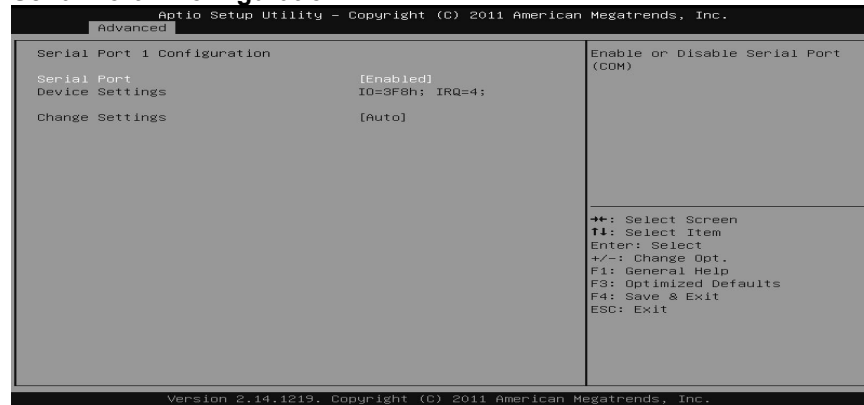 Aptio Setup Utility – Copyright (C) 2011 American Megatrends, Inc.
Advanced
Serial Port 1 Configuration
Serial Port [Enabled]
Device Settings IO=3F8h; IRQ=4;
Change Settings [Auto]
Enable or Disable Serial Port
(COM)
→←: Select Screen
↑↓: Select Item
Enter: Select
+/-: Change Opt.
F1: General Help
F3: Optimized Defaults
F4: Save & Exit
ESC: Exit
Version 2.14.1219. Copyright (C) 2011 American Megatrends, Inc.